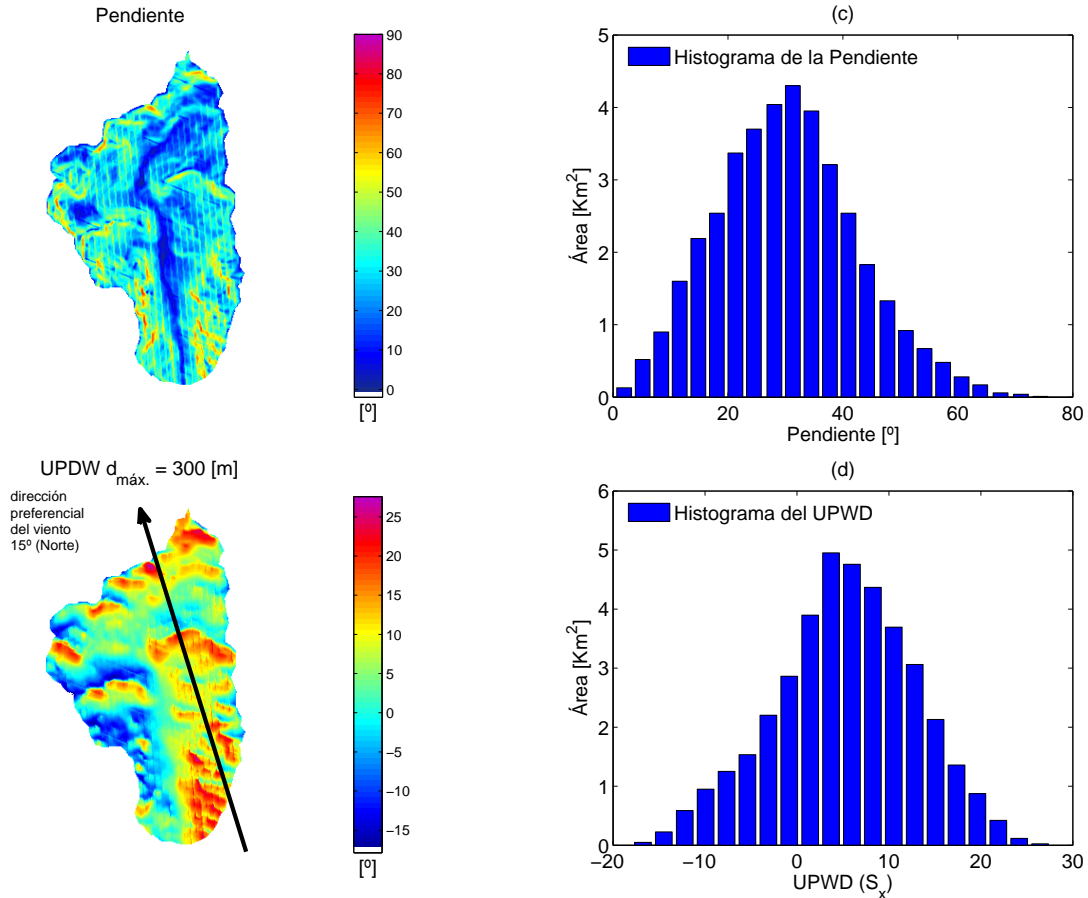 Pendiente
90
80
70
60
50
40
30
20
10
0
[º]
(c)
Histograma de la Pendiente
Área [Km²]
5
4
3
2
1
0
0
20
40
60
80
Pendiente [º]
UPDW d_máx. = 300 [m]
dirección
preferencial
del viento
15º (Norte)
25
20
15
10
5
0
−5
−10
−15
[º]
(d)
Histograma del UPWD
Área [Km²]
6
5
4
3
2
1
0
−20
−10
0
10
20
30
UPWD (S_x)